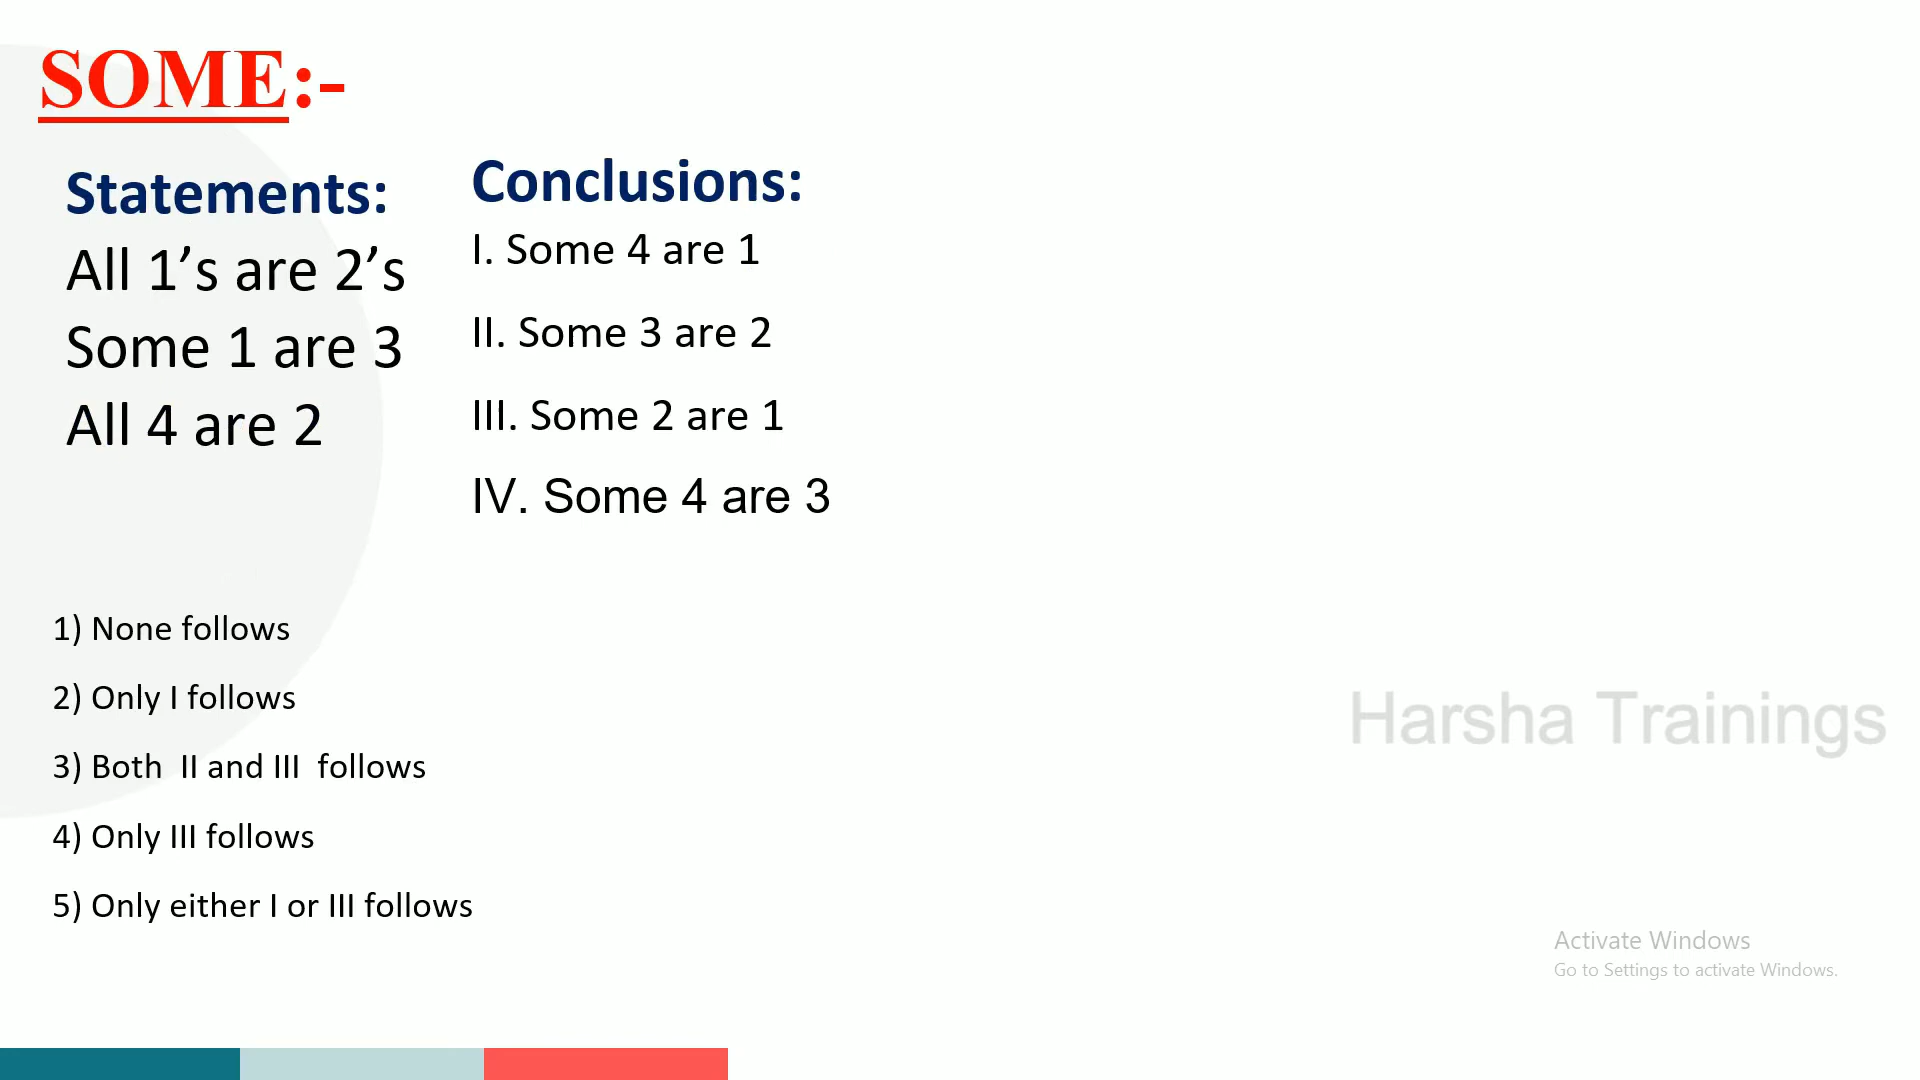 SOME:-
Statements:
All 1’s are 2’s
Some 1 are 3
All 4 are 2
Conclusions:
I. Some 4 are 1
II. Some 3 are 2
III. Some 2 are 1
IV. Some 4 are 3
1) None follows
2) Only I follows
3) Both  II and III  follows
4) Only III follows
5) Only either I or III follows
Harsha Trainings
Activate Windows
Go to Settings to activate Windows.